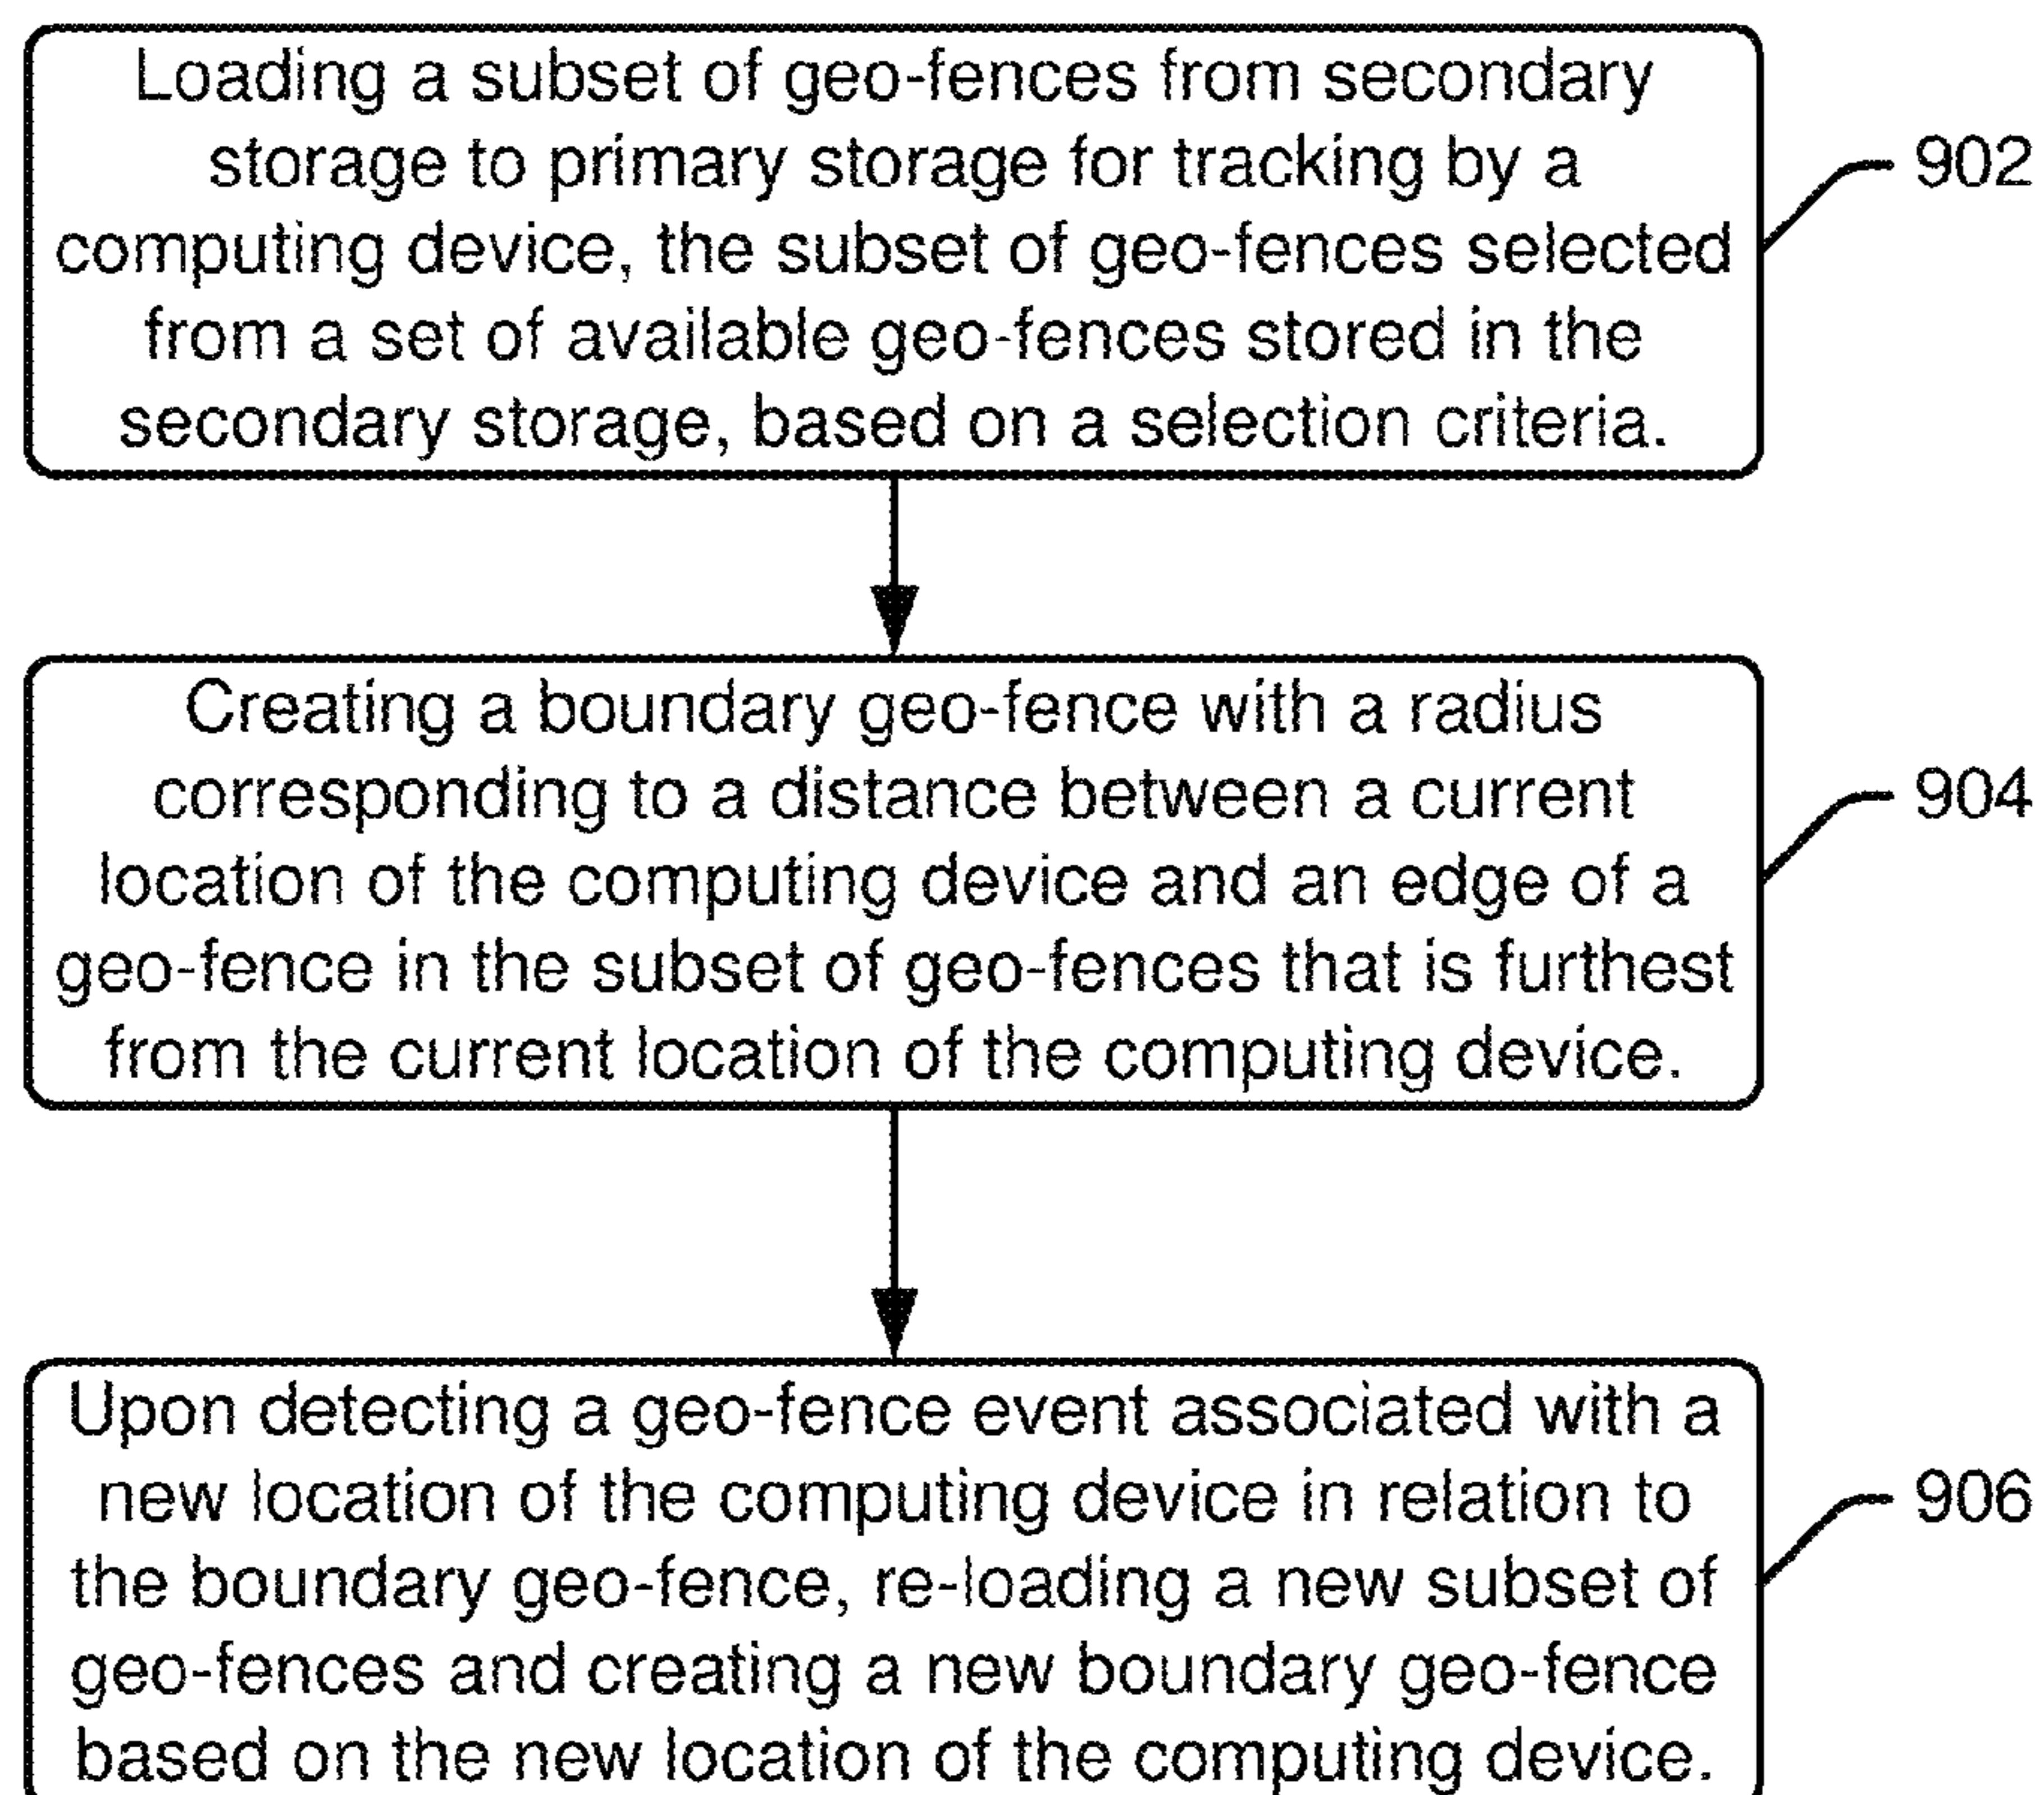 Loading a subset of geo-fences from secondary
storage to primary storage for tracking by a
computing device, the subset of geo-fences selected
from a set of available geo-fences stored in the
secondary storage, based on a selection criteria.
902
Creating a boundary geo-fence with a radius
corresponding to a distance between a current
location of the computing device and an edge of a
geo-fence in the subset of geo-fences that is furthest
from the current location of the computing device.
904
Upon detecting a geo-fence event associated with a
new location of the computing device in relation to
the boundary geo-fence, re-loading a new subset of
geo-fences and creating a new boundary geo-fence
based on the new location of the computing device.
906